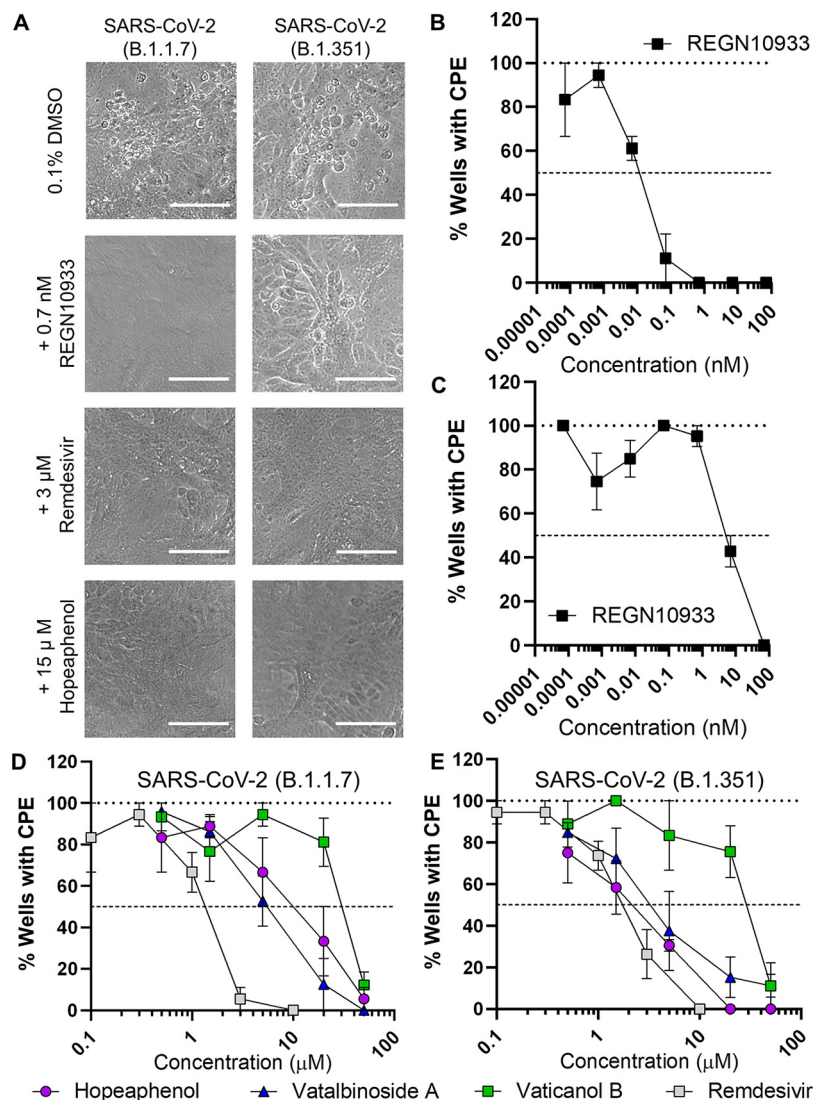 A
SARS-CoV-2
(B.1.1.7)
SARS-CoV-2
(B.1.351)
0.1% DMSO
+ 0.7 nM
REGN10933
+ 3 µM
Remdesivir
+ 15 µ M
Hopeaphenol
B
REGN10933
% Wells with CPE
120
100
80
60
40
20
0
0.00001
0.0001
0.001
0.01
0.1
1
10
100
Concentration (nM)
C
% Wells with CPE
120
100
80
60
40
20
0
REGN10933
0.00001
0.0001
0.001
0.01
0.1
1
10
100
Concentration (nM)
D
SARS-CoV-2 (B.1.1.7)
% Wells with CPE
120
100
80
60
40
20
0
0.1
1
10
100
Concentration (µM)
E
SARS-CoV-2 (B.1.351)
% Wells with CPE
120
100
80
60
40
20
0
0.1
1
10
100
Concentration (µM)
Hopeaphenol
Vatalbinoside A
Vaticanol B
Remdesivir